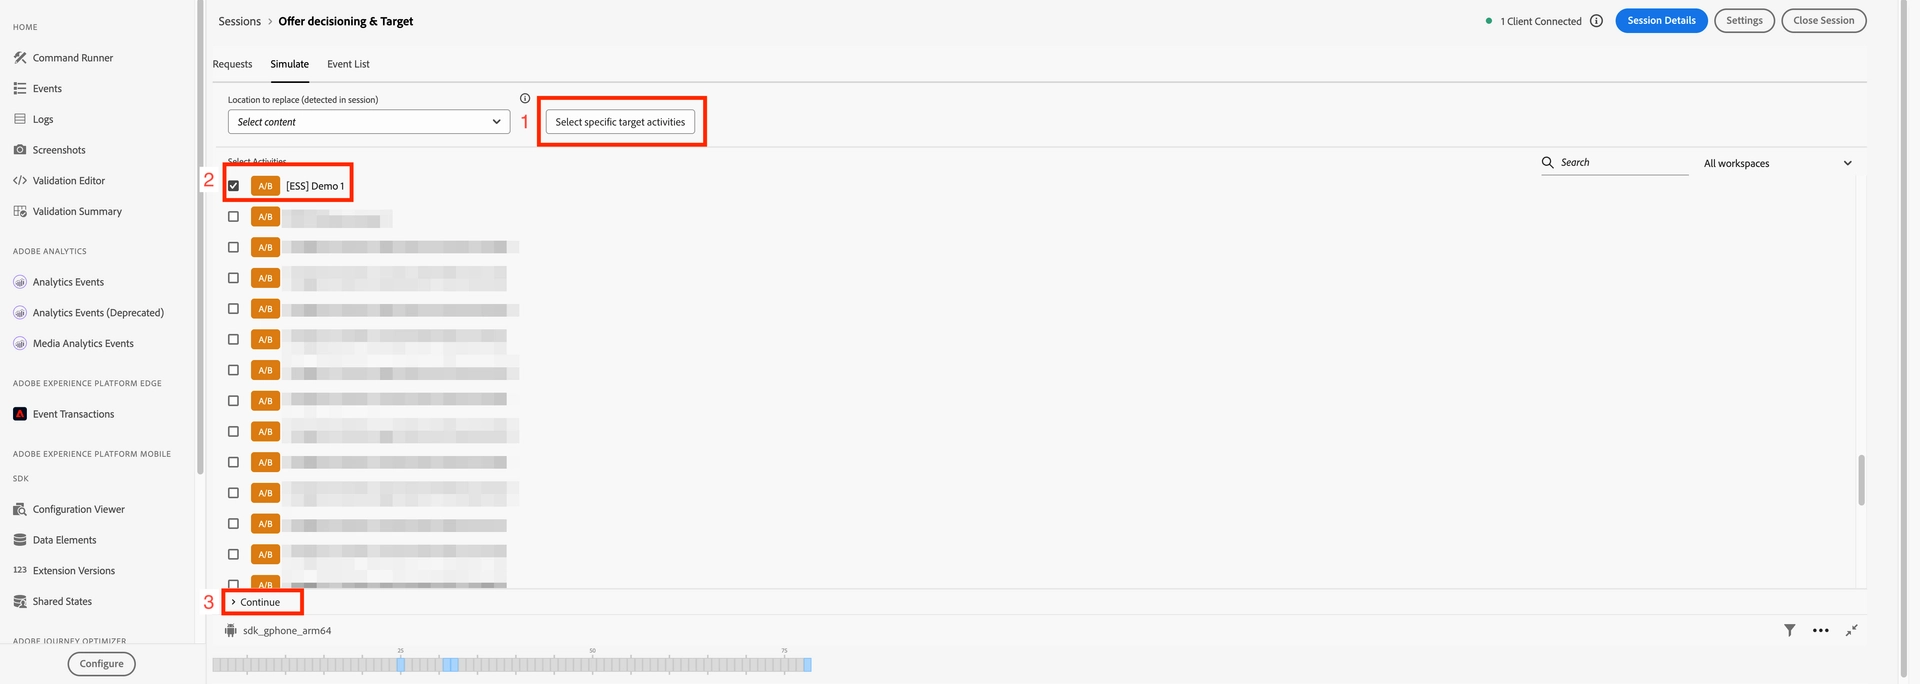 HOME
Command Runner
Events
Logs
Screenshots
Validation Editor
Validation Summary
ADOBE ANALYTICS
Analytics Events
Analytics Events (Deprecated)
Media Analytics Events
ADOBE EXPERIENCE PLATFORM EDGE
Event Transactions
ADOBE EXPERIENCE PLATFORM MOBILE
SDK
Configuration Viewer
Data Elements
123 Extension Versions
Shared States
ADOBE JOURNEY OPTIMIZER
Configure
Sessions > Offer decisioning & Target
1 Client Connected
Session Details
Settings
Close Session
Requests
Simulate
Event List
Location to replace (detected in session)
Select content
1
Select specific target activities
Select Activities
Search
All workspaces
2
A/B [ESS] Demo 1
A/B
A/B
A/B
A/B
A/B
A/B
A/B
A/B
A/B
A/B
A/B
A/B
A/B
3
> Continue
sdk_gphone_arm64
25
50
75